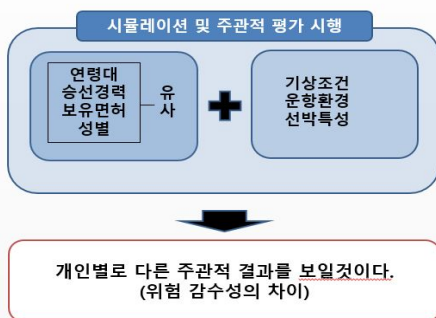 시뮬레이션 및 주관적 평가 시행
연령대
승선경력
보유면허
성별
유
사
기상조건
운항환경
선박특성
개인별로 다른 주관적 결과를 보일것이다.
(위험 감수성의 차이)